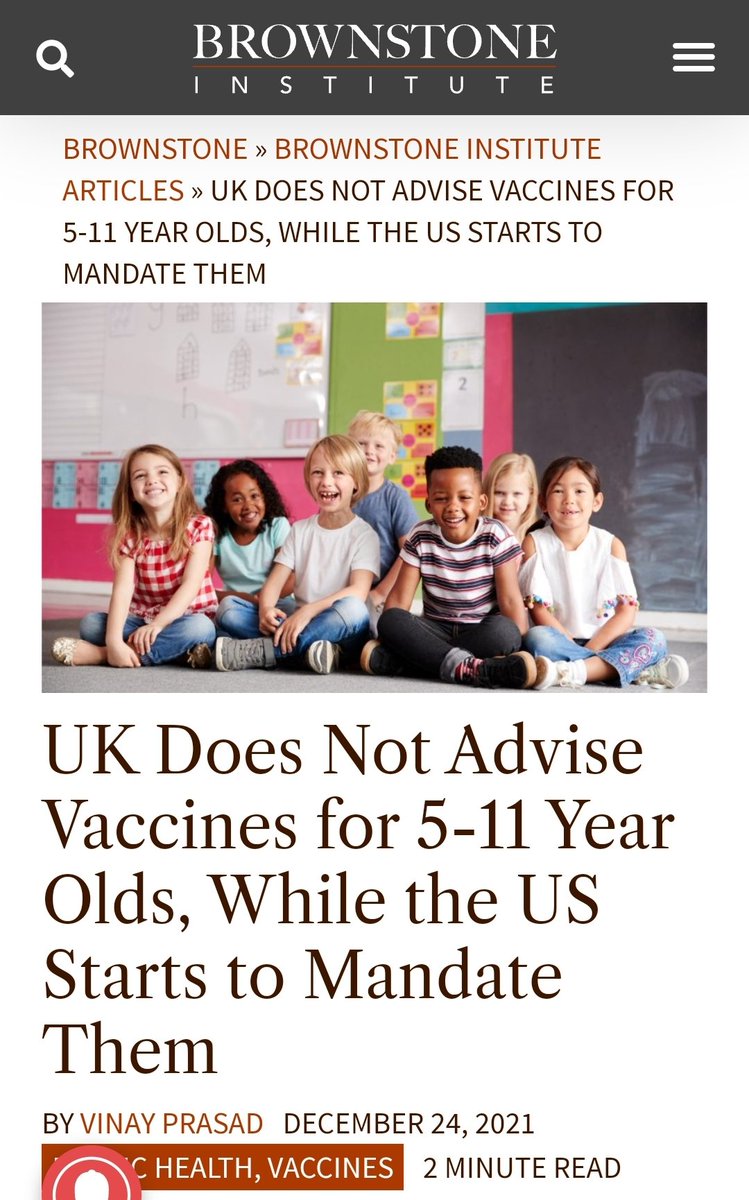 BROWNSTONE
INSTITUTE
BROWNSTONE » BROWNSTONE INSTITUTE
ARTICLES » UK DOES NOT ADVISE VACCINES FOR
5-11 YEAR OLDS, WHILE THE US STARTS TO
MANDATE THEM
UK Does Not Advise
Vaccines for 5-11 Year
Olds, While the US
Starts to Mandate
Them
BY VINAY PRASAD DECEMBER 24, 2021
HEALTH, VACCINES 2 MINUTE READ